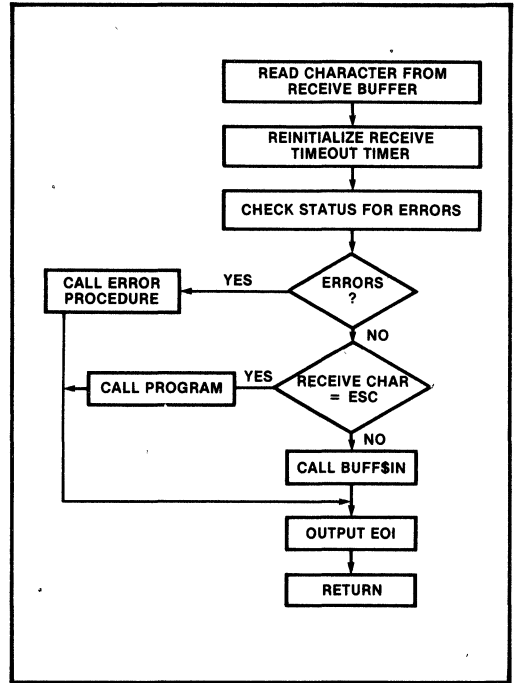 READ CHARACTER FROM
RECEIVE BUFFER
REINITIALIZE RECEIVE
TIMEOUT TIMER
CHECK STATUS FOR ERRORS
ERRORS
?
YES
CALL ERROR
PROCEDURE
NO
RECEIVE CHAR
= ESC
YES
CALL PROGRAM
NO
CALL BUFF$IN
OUTPUT EOI
RETURN